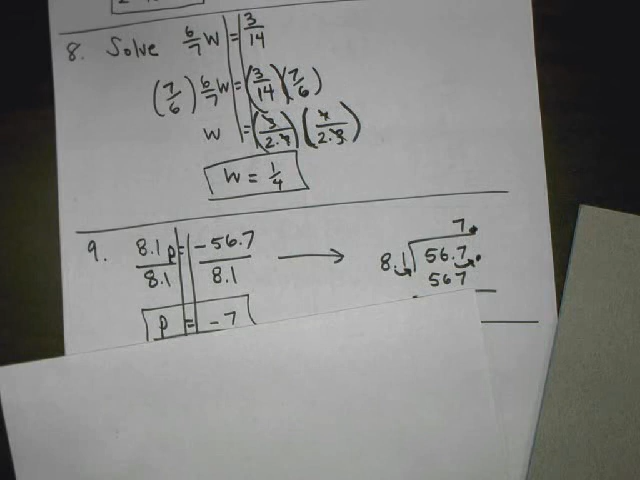 8. Solve 6/7 W = 3/14
(7/6) 6/7 W = (3/14)(7/6)
W = (3/2·7)(7/2·3)
W = 1/4
9. 8.1p/8.1 = -56.7/8.1 → 7.
8.1 56.7.
567
p = -7